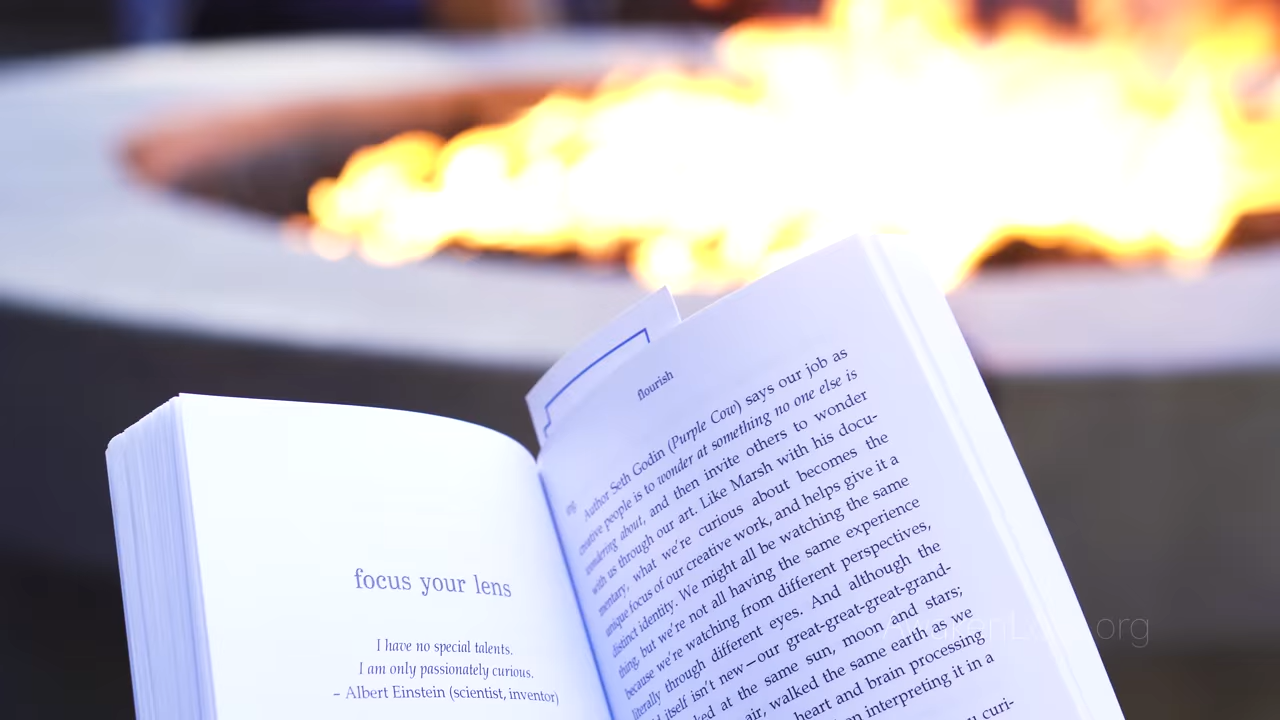 focus your lens
I have no special talents.
I am only passionately curious.
– Albert Einstein (scientist, inventor)
flourish
ing.
Author Seth Godin (Purple Cow) says our job as
creative people is to wonder at something no one else is
wondering about, and then invite others to wonder
with us through our art. Like Marsh with his docu-
mentary, what we're curious about becomes the
unique focus of our creative work, and helps give it a
distinct identity. We might all be watching the same
thing, but we're not all having the same experience
because we're watching from different perspectives,
literally through different eyes. And although the
itself isn't new—our great-great-great-grand-
at the same sun, moon and stars;
air, walked the same earth as we
heart and brain processing
interpreting it in a
curi-